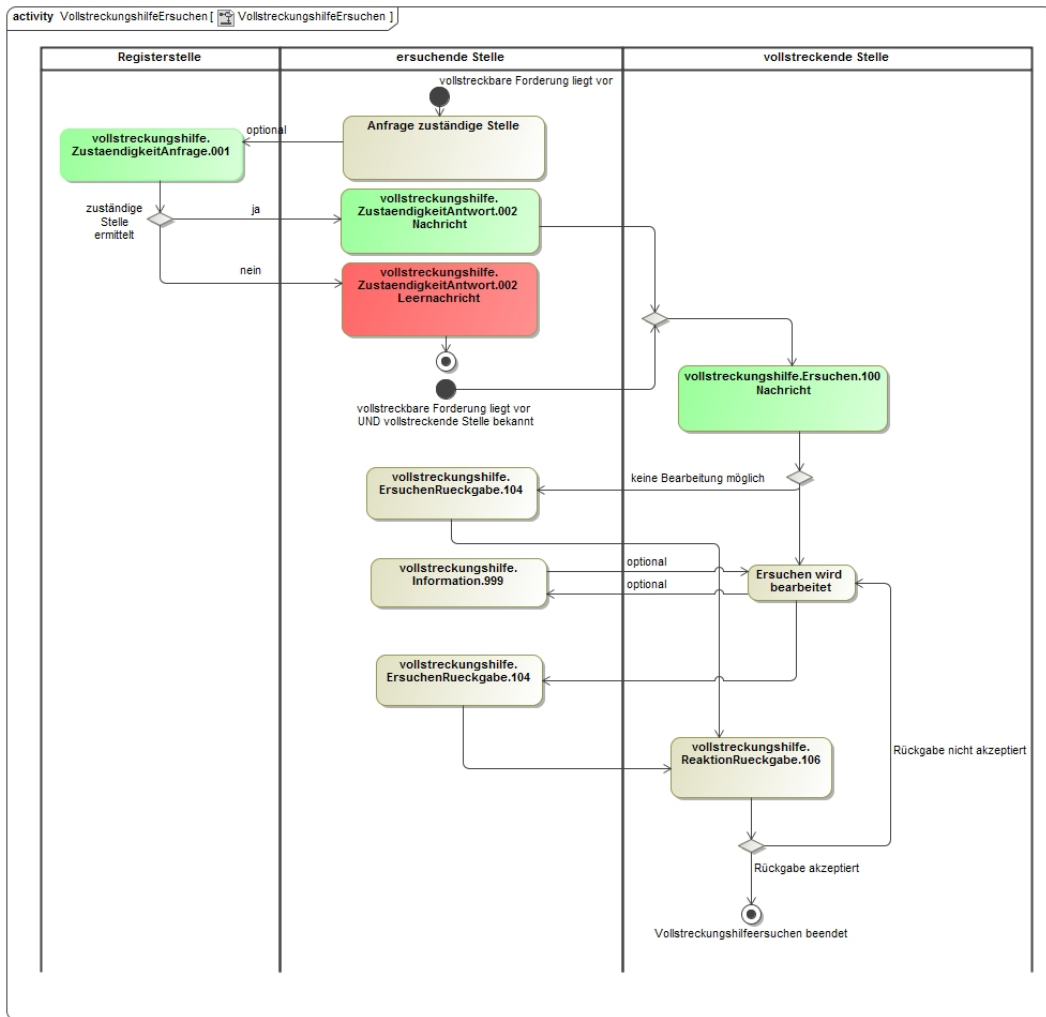 activity VollstreckungshilfeErsuchen [ VollstreckungshilfeErsuchen ]
Registerstelle
ersuchende Stelle
vollstreckende Stelle
vollstreckbare Forderung liegt vor
Anfrage zuständige Stelle
optional
vollstreckungshilfe.
ZustaendigkeitAnfrage.001
zuständige
Stelle
ermittelt
ja
vollstreckungshilfe.
ZustaendigkeitAntwort.002
Nachricht
nein
vollstreckungshilfe.
ZustaendigkeitAntwort.002
Leernachricht
vollstreckbare Forderung liegt vor
UND vollstreckende Stelle bekannt
vollstreckungshilfe.Ersuchen.100
Nachricht
keine Bearbeitung möglich
vollstreckungshilfe.
ErsuchenRueckgabe.104
vollstreckungshilfe.
Information.999
optional
optional
Ersuchen wird
bearbeitet
vollstreckungshilfe.
ErsuchenRueckgabe.104
vollstreckungshilfe.
ReaktionRueckgabe.106
Rückgabe nicht akzeptiert
Rückgabe akzeptiert
Vollstreckungshilfeersuchen beendet